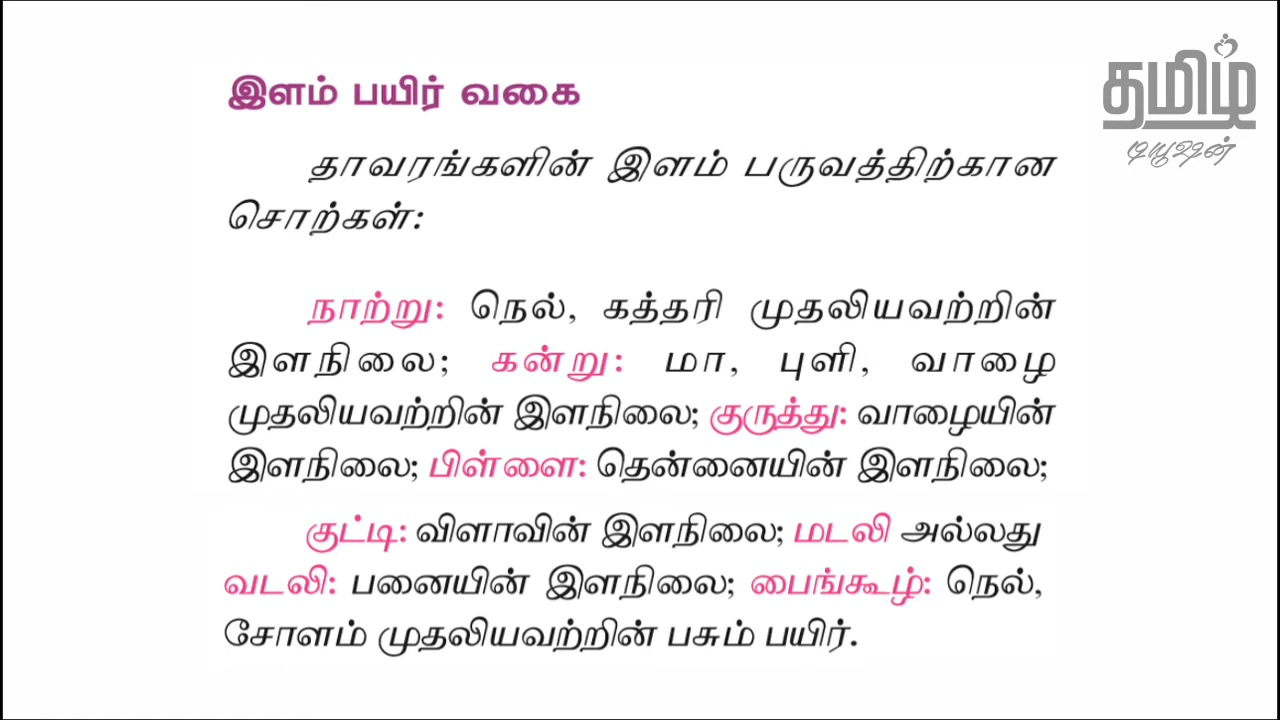 தமிழ்
டியூஷன்
இளம் பயிர் வகை
தாவரங்களின் இளம் பருவத்திற்கான
சொற்கள்:
நாற்று: நெல், கத்தரி முதலியவற்றின்
இளநிலை; கன்று: மா, புளி, வாழை
முதலியவற்றின் இளநிலை; குருத்து: வாழையின்
இளநிலை; பிள்ளை: தென்னையின் இளநிலை;
குட்டி: விளாவின் இளநிலை; மடலி அல்லது
வடலி: பனையின் இளநிலை; பைங்கூழ்: நெல்,
சோளம் முதலியவற்றின் பசும் பயிர்.